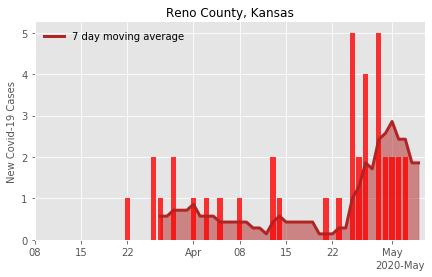 Reno County, Kansas
7 day moving average
New Covid-19 Cases
5
4
3
2
1
0
08 15 22 Apr 08 15 22 May
2020-May